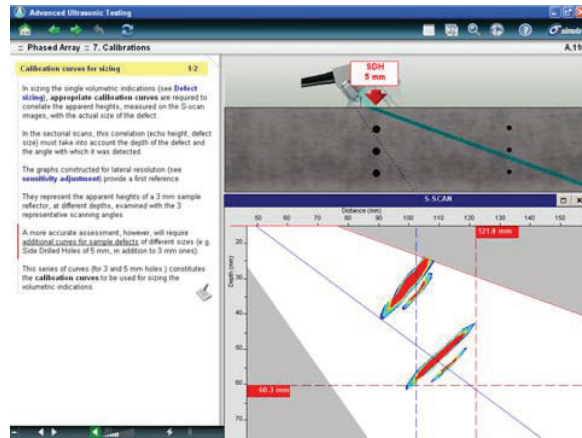 Advanced Ultrasonic Testing
:: Phased Array :: 7. Calibrations
A.11
Calibration curves for sizing
1/2
In sizing the single volumetric indications (see Defect
sizing), appropriate calibration curves are required to
correlate the apparent heights, measured on the S-scan
images, with the actual size of the defect.
In the sectorial scans, this correlation (echo height, defect
size) must take into account the depth of the defect and
the angle with which it was detected.
The graphs constructed for lateral resolution (see
sensitivity adjustment) provide a first reference
They represent the apparent heights of a 3 mm sample
reflector, at different depths, examined with the 3
representative scanning angles
A more accurate assessment, however, will require
additional curves for sample defects of different sizes (e.g.
Side Drilled Holes of 5 mm, in addition to 3 mm ones)
This series of curves (for 3 and 5 mm holes ) constitutes
the calibration curves to be used for sizing the
volumetric indications.
SDH
5 mm
S-SCAN
Distance (mm)
50 60 70 80 90 100 110 120 130 140 150
121.8 mm
Depth (mm)
20
30
40
50
60
70
60.3 mm